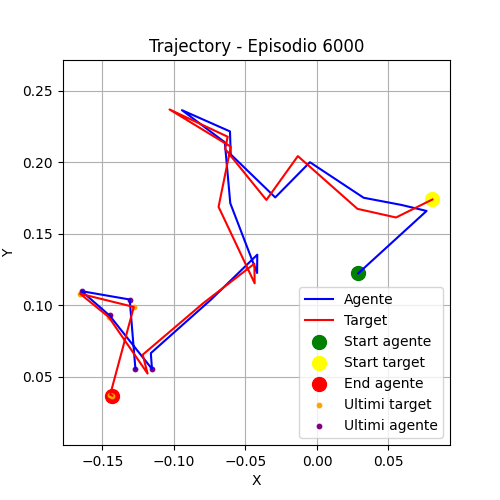 Trajectory - Episodio 6000
Y
0.25
0.20
0.15
0.10
0.05
−0.15
−0.10
−0.05
0.00
0.05
X
Agente
Target
Start agente
Start target
End agente
Ultimi target
Ultimi agente